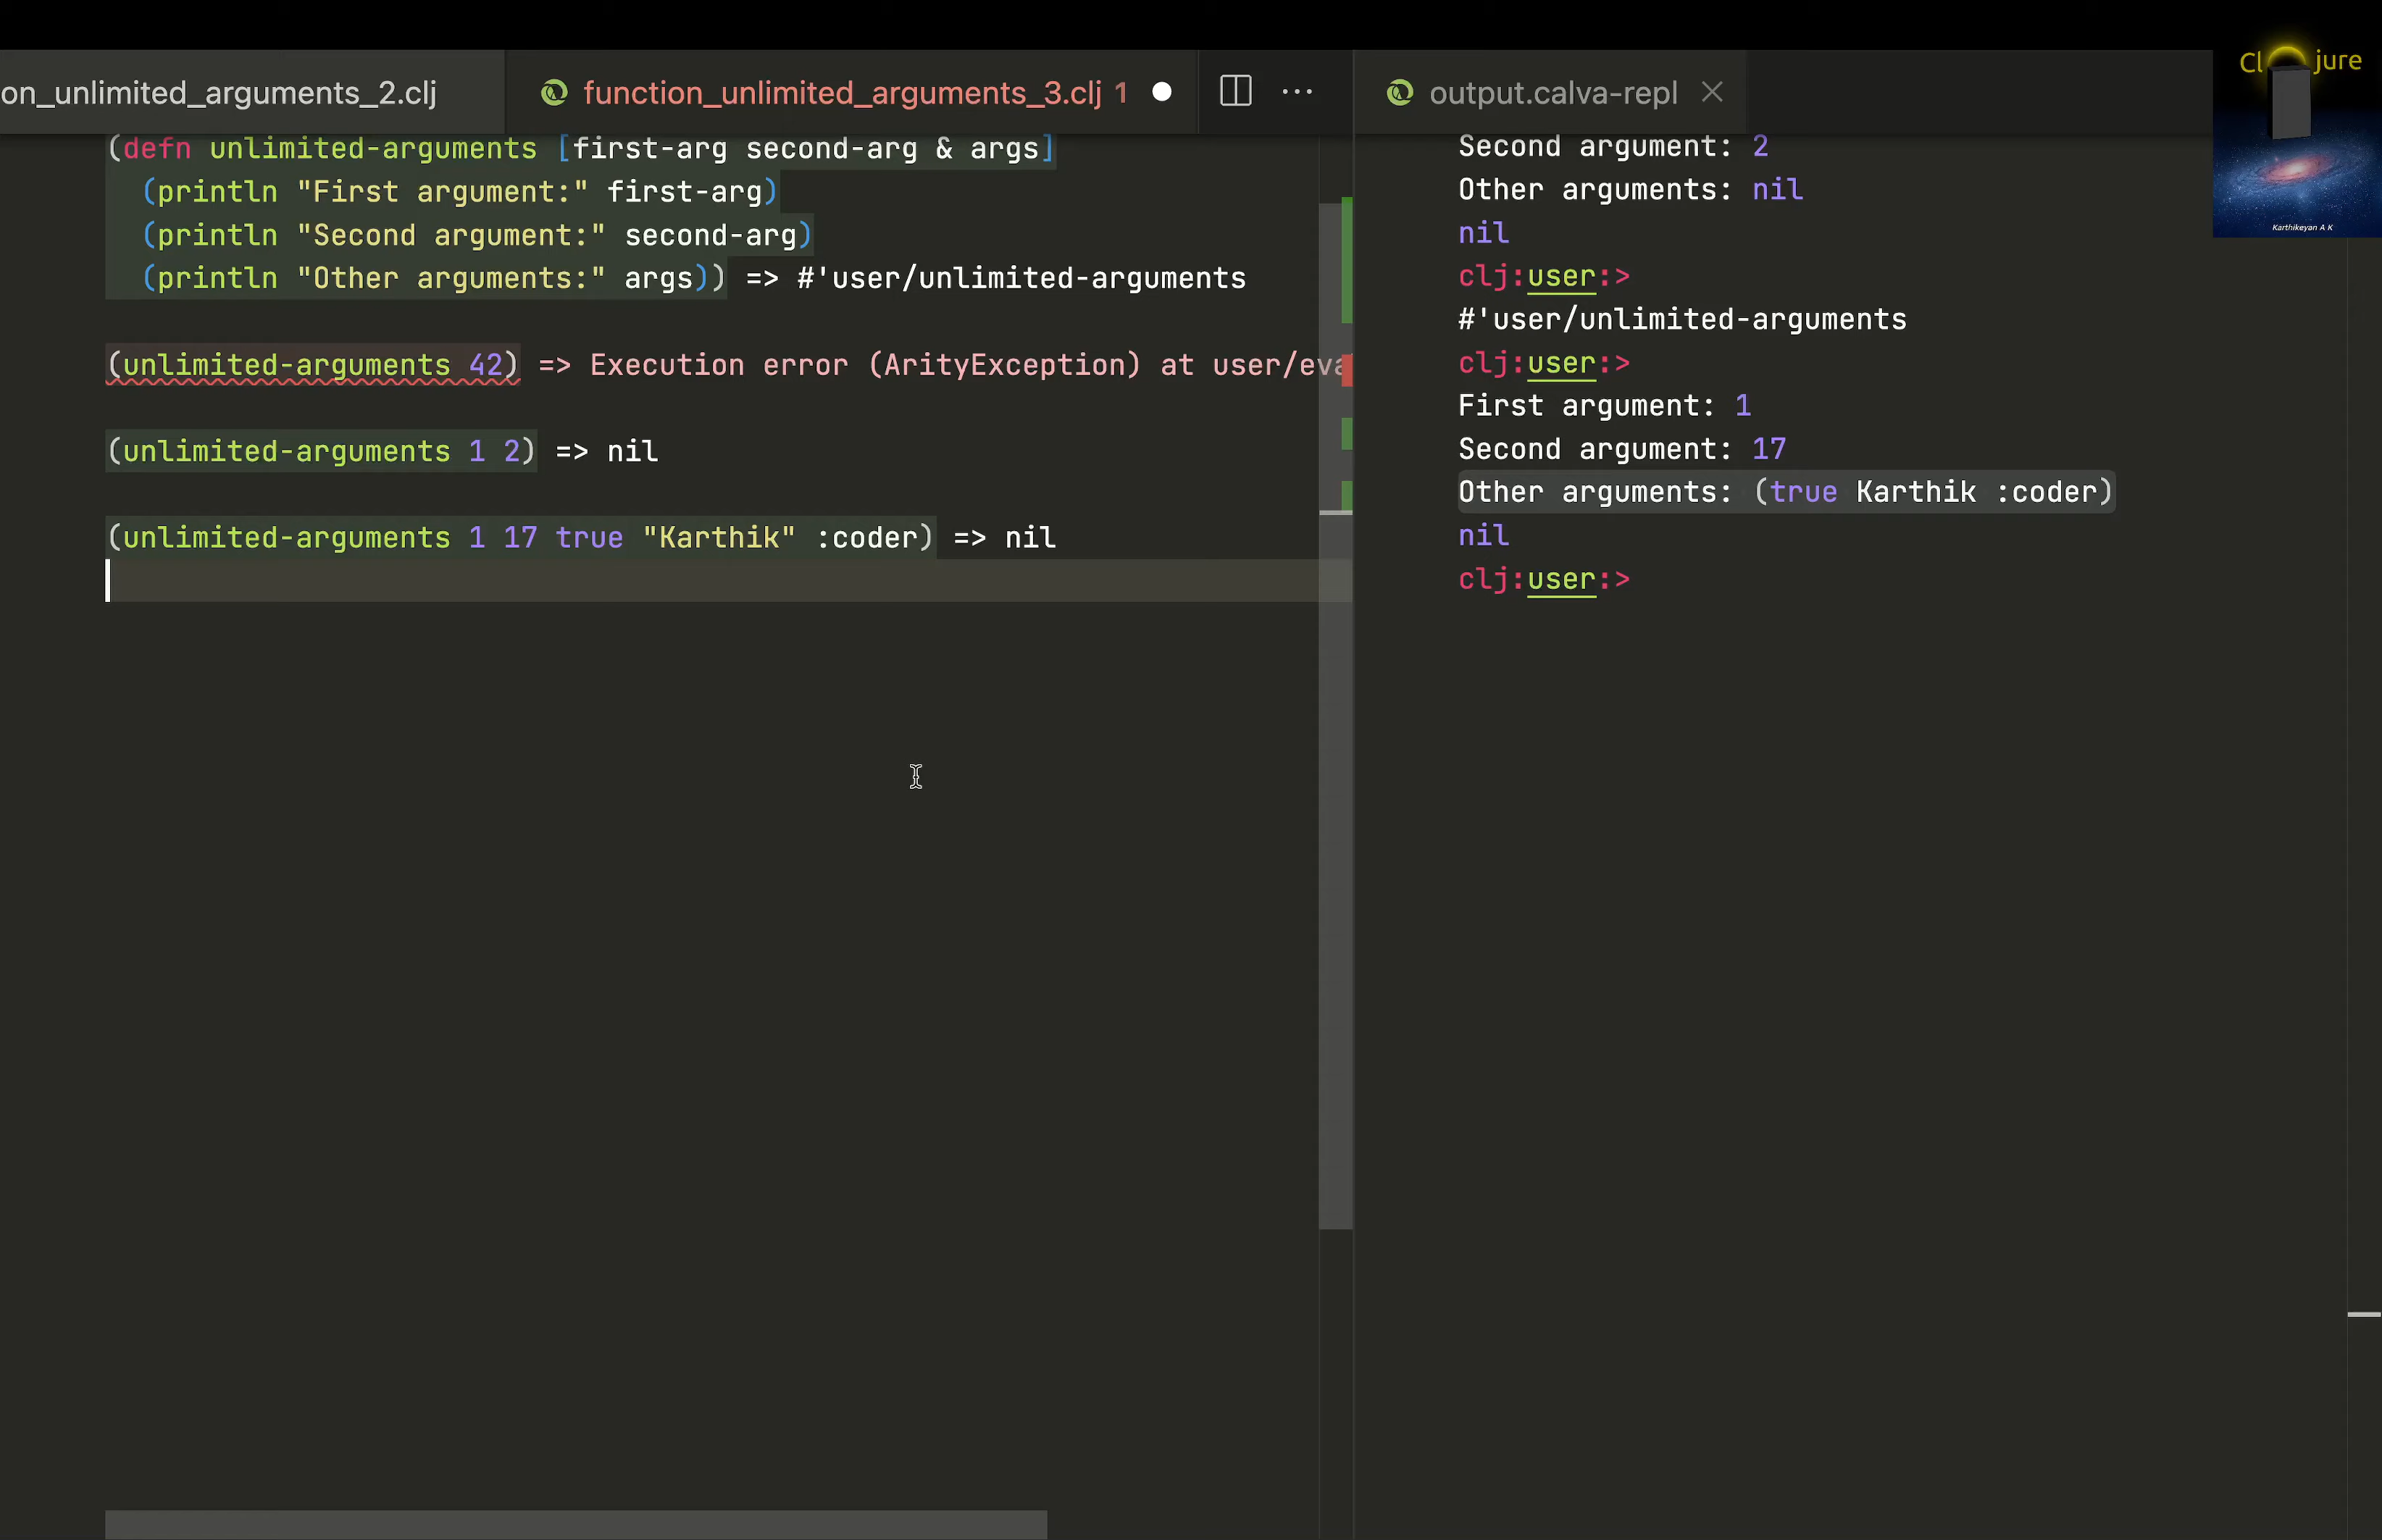 on_unlimited_arguments_2.clj
function_unlimited_arguments_3.clj 1
(defn unlimited-arguments [first-arg second-arg & args]
(println "First argument:" first-arg)
(println "Second argument:" second-arg)
(println "Other arguments:" args)) => #'user/unlimited-arguments
(unlimited-arguments 42) => Execution error (ArityException) at user/eva
(unlimited-arguments 1 2) => nil
(unlimited-arguments 1 17 true "Karthik" :coder) => nil
output.calva-repl
Second argument: 2
Other arguments: nil
nil
clj:user:>
#'user/unlimited-arguments
clj:user:>
First argument: 1
Second argument: 17
Other arguments: (true Karthik :coder)
nil
clj:user:>
Cl jure
Karthikeyan A K